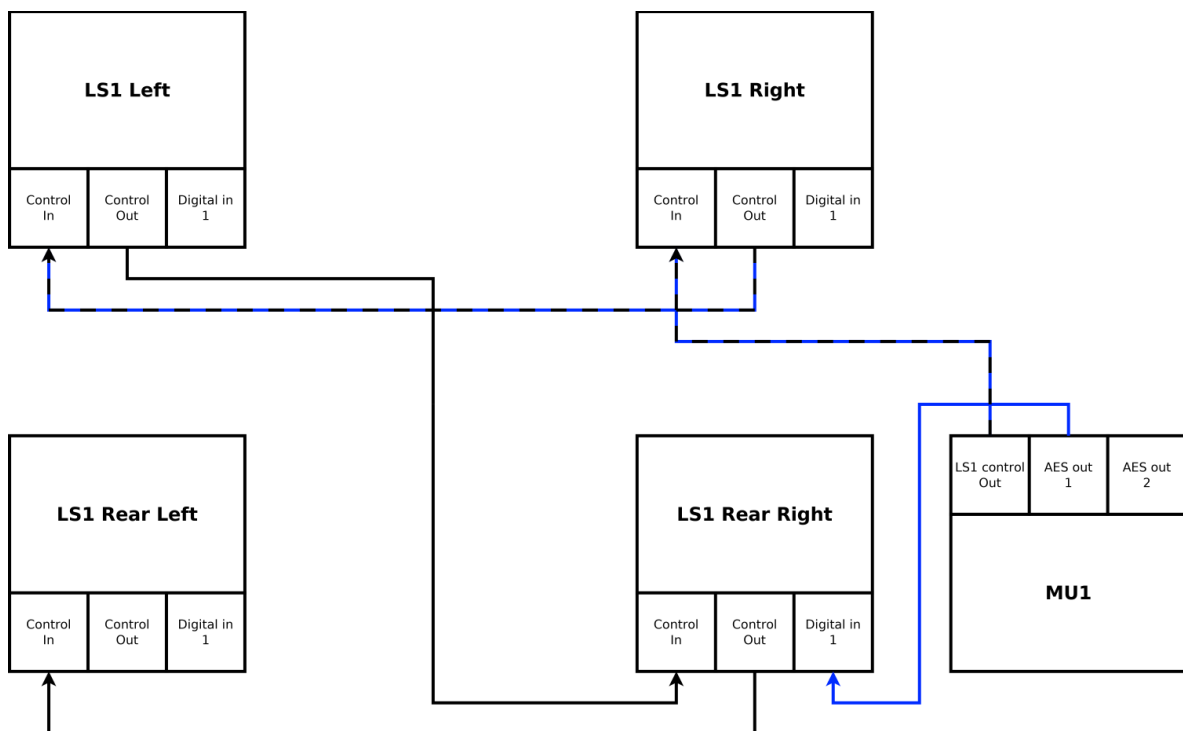 LS1 Left
Control
In
Control
Out
Digital in
1
LS1 Right
Control
In
Control
Out
Digital in
1
LS1 Rear Left
Control
In
Control
Out
Digital in
1
LS1 Rear Right
Control
In
Control
Out
Digital in
1
LS1 control
Out
AES out
1
AES out
2
MU1